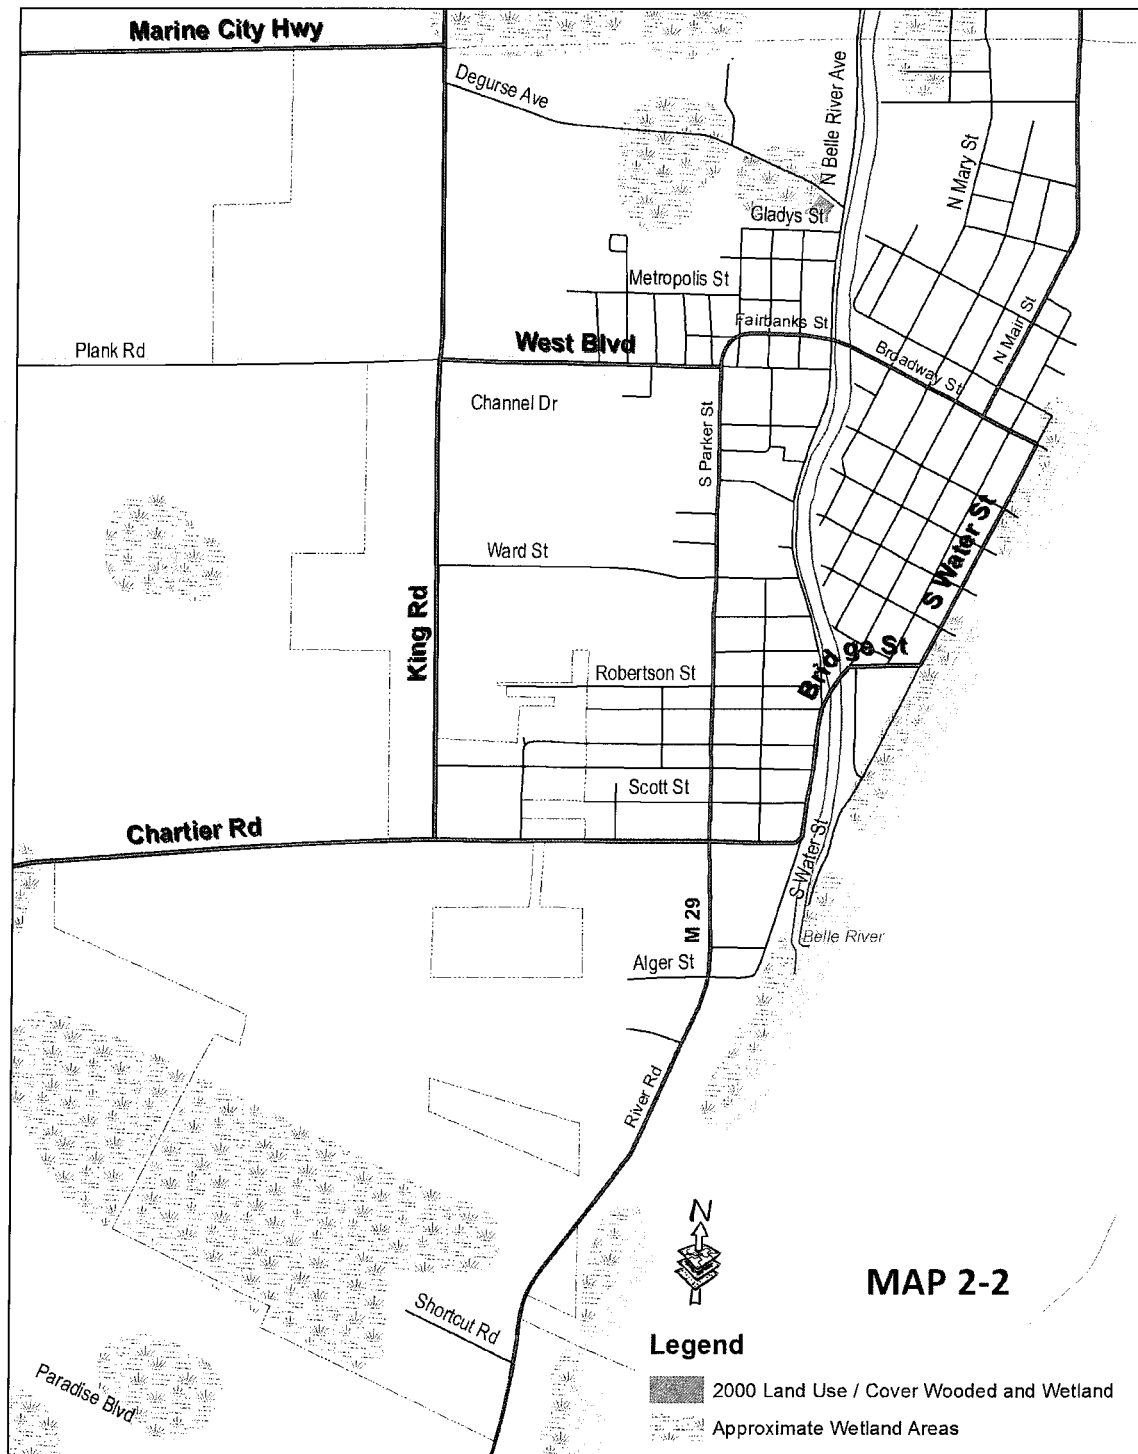 Marine City Hwy
Degurse Ave
N Belle River Ave
N Mary St
Gladys St
Metropolis St
Fairbanks St
N Main St
West Blvd
Plank Rd
Broadway St
Channel Dr
S Parker St
S Water St
Ward St
King Rd
Bridge St
Robertson St
Scott St
Chartier Rd
S Water St
M 29
Belle River
Alger St
River Rd
N
MAP 2-2
Shortcut Rd
Legend
Paradise Blvd
2000 Land Use / Cover Wooded and Wetland
Approximate Wetland Areas